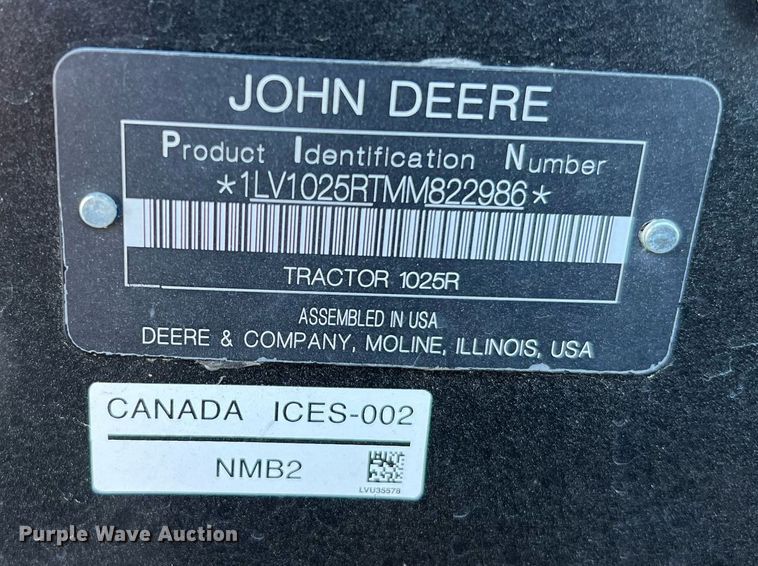 JOHN DEERE
Product Identification Number
*1LV1025RTMM822986*
TRACTOR 1025R
ASSEMBLED IN USA
DEERE & COMPANY, MOLINE, ILLINOIS, USA
CANADA ICES-002
NMB2
LVU35578
Purple Wave Auction